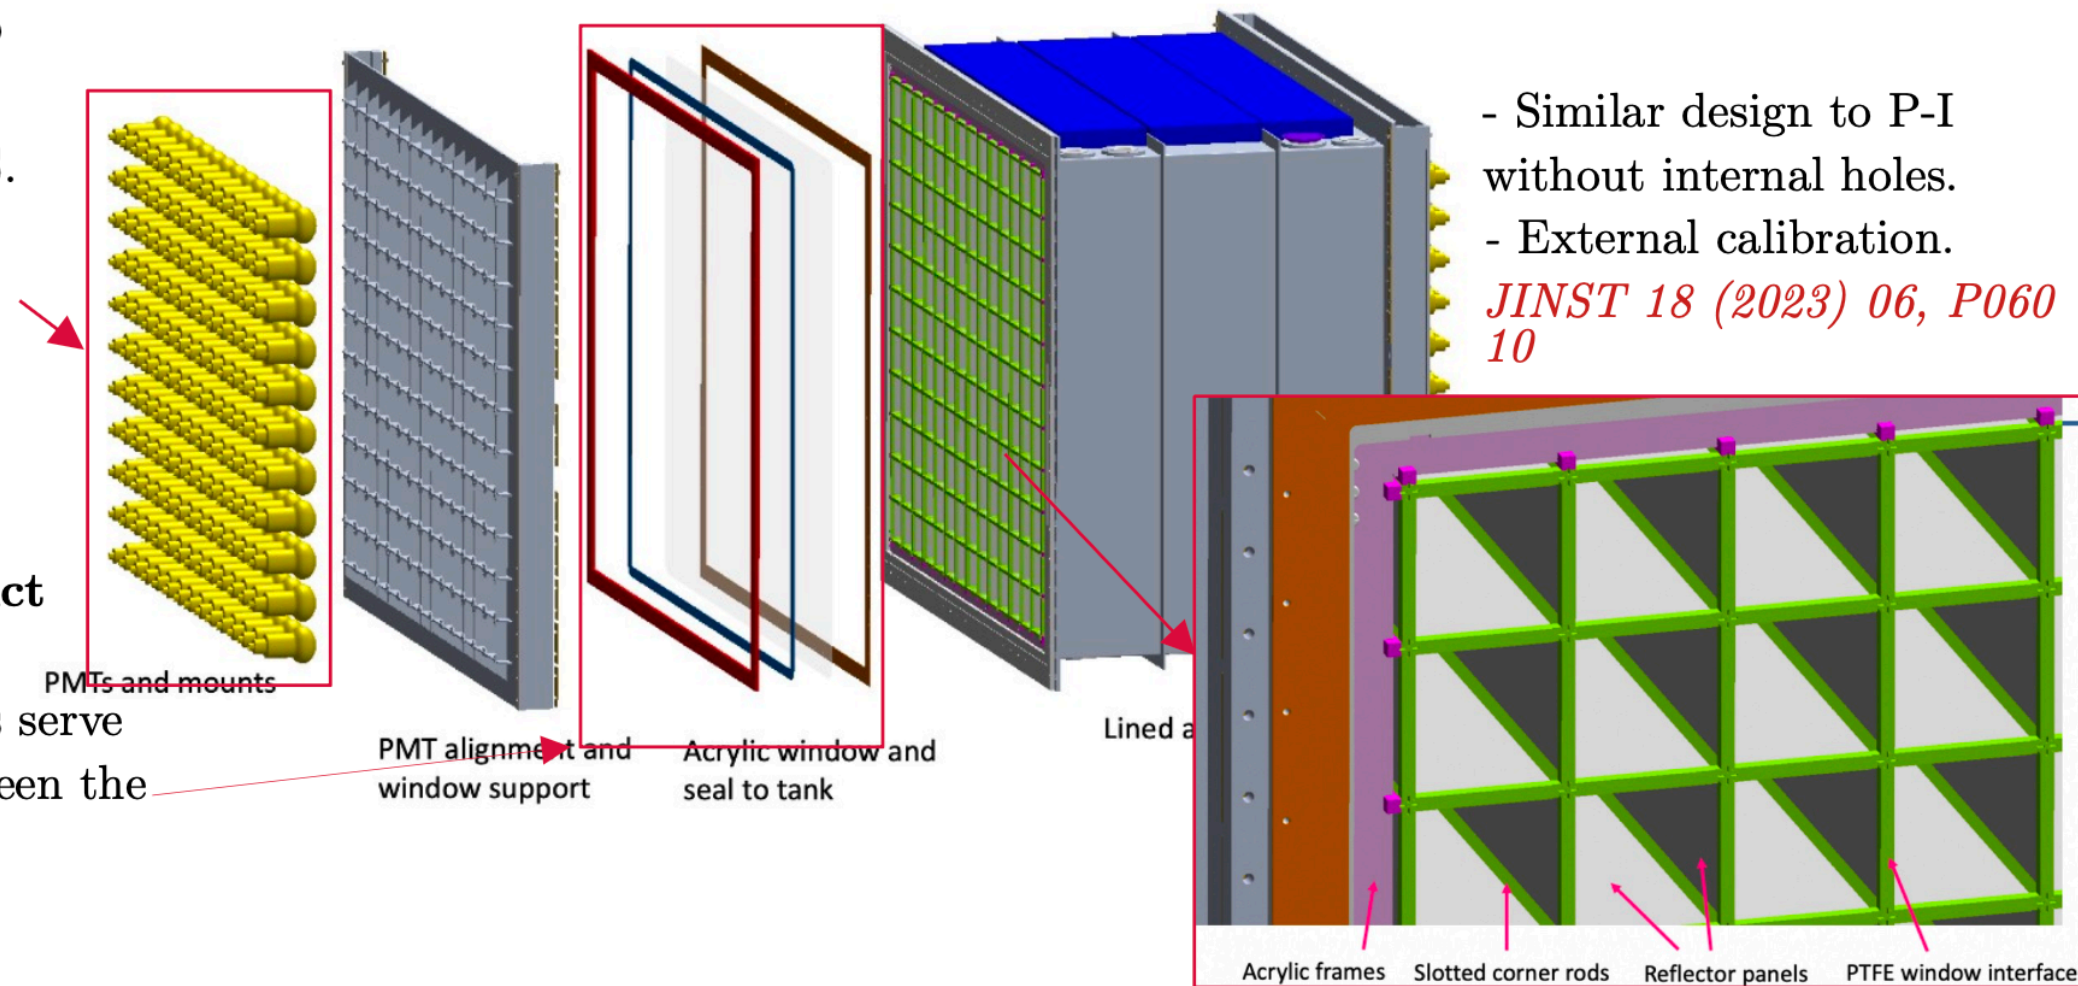 ct
PMTs and mounts
serve
een the
PMT alignment and
window support
Acrylic window and
seal to tank
Lined a
- Similar design to P-I
without internal holes.
- External calibration.
JINST 18 (2023) 06, P060
10
Acrylic frames
Slotted corner rods
Reflector panels
PTFE window interface